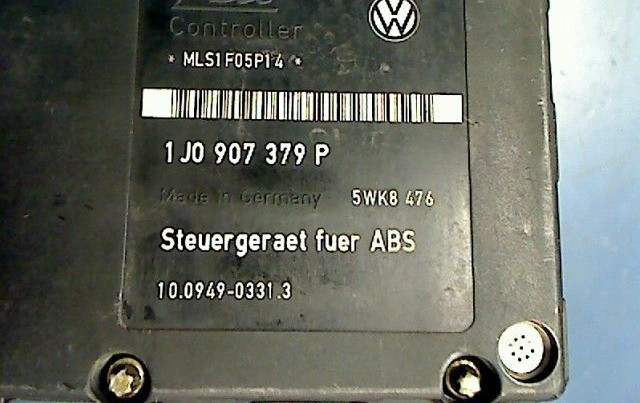 Controller
* MLS1F05P14 *
1J0 907 379 P
Made in Germany 5WK8 476
Steuergeraet fuer ABS
10.0949-0331.3